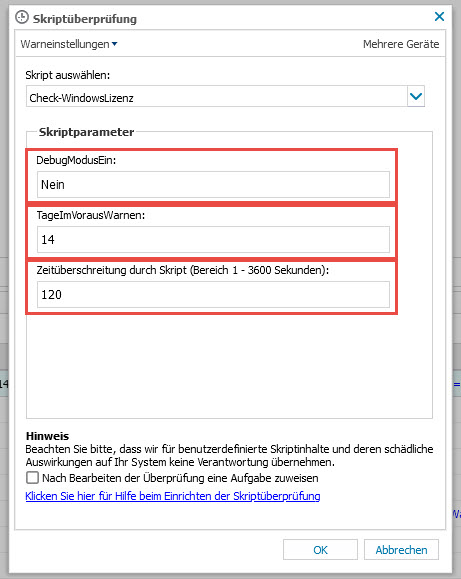 Skriptüberprüfung
Warneinstellungen
Mehrere Geräte
Skript auswählen:
Check-WindowsLizenz
Skriptparameter
DebugModusEin:
Nein
TageImVorausWarnen:
14
Zeitüberschreitung durch Skript (Bereich 1 - 3600 Sekunden):
120
14
=
Hinweis
Beachten Sie bitte, dass wir für benutzerdefinierte Skriptinhalte und deren schädliche
Auswirkungen auf Ihr System keine Verantwortung übernehmen.
Nach Bearbeiten der Überprüfung eine Aufgabe zuweisen
Klicken Sie hier für Hilfe beim Einrichten der Skriptüberprüfung
OK
Abbrechen